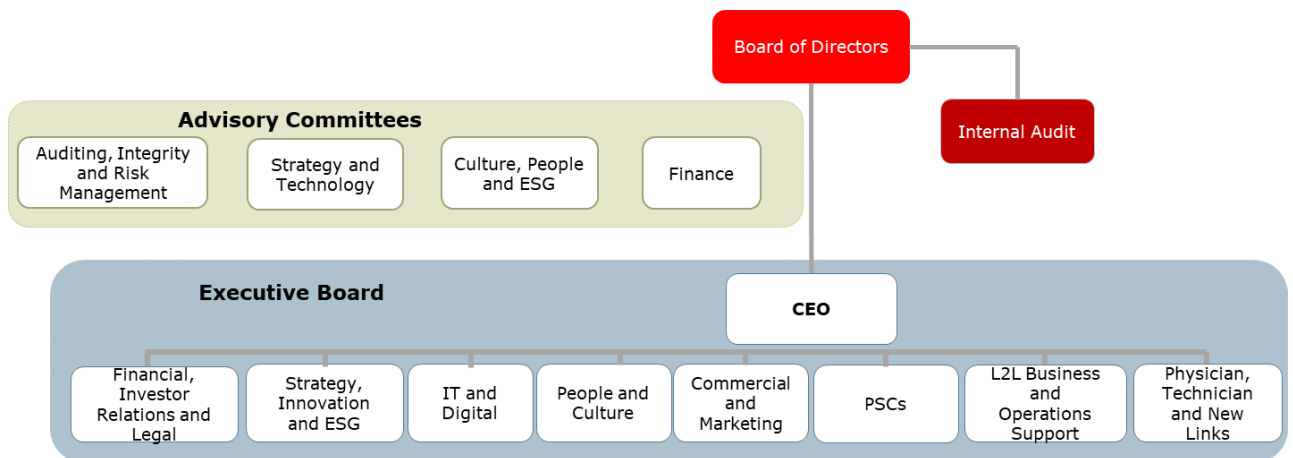 Board of Directors
Internal Audit
Advisory Committees
Auditing, Integrity
and Risk
Management
Strategy and
Technology
Culture, People
and ESG
Finance
Executive Board
CEO
Financial,
Investor
Relations and
Legal
Strategy,
Innovation
and ESG
IT and
Digital
People and
Culture
Commercial
and
Marketing
PSCs
L2L Business
and
Operations
Support
Physician,
Technician
and New
Links